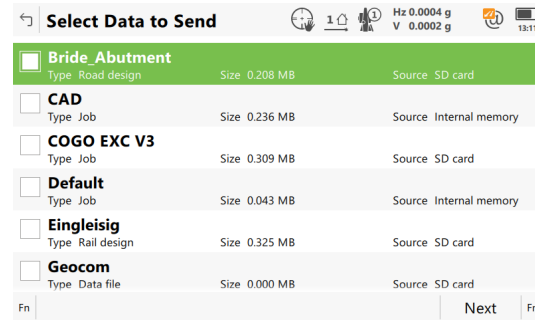 Select Data to Send 1 1 Hz 0.0004 g
V 0.0002 g
13:11
Bride_Abutment
Type Road design Size 0.208 MB Source SD card
CAD
Type Job Size 0.236 MB Source Internal memory
COGO EXC V3
Type Job Size 0.309 MB Source SD card
Default
Type Job Size 0.043 MB Source Internal memory
Eingleisig
Type Rail design Size 0.325 MB Source SD card
Geocom
Type Data file Size 0.000 MB Source SD card
Fn Next